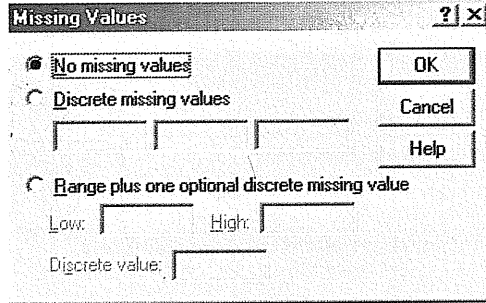 Missing Values ? ×
No missing values
OK
Discrete missing values
Cancel
Help
Range plus one optional discrete missing value
Low: High:
Discrete value: